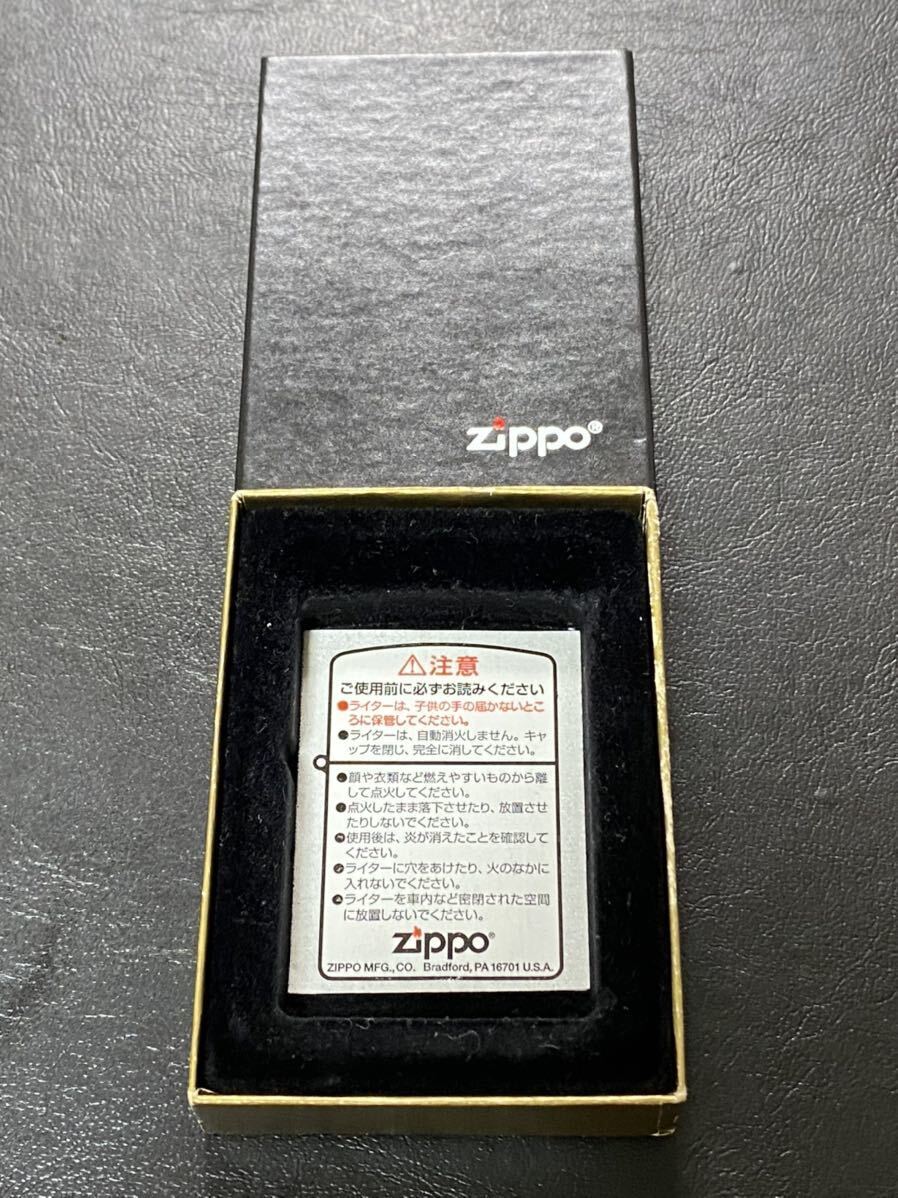 zippo®
⚠注意
ご使用前に必ずお読みください
●ライターは、子供の手の届かないとこ
ろに保管してください。
●ライターは、自動消火しません。キャ
ップを閉じ、完全に消してください。
●顔や衣類など燃えやすいものから離
して点火してください。
●点火したまま落下させたり、放置させ
たりしないでください。
●使用後は、炎が消えたことを確認して
ください。
●ライターに穴をあけたり、火のなかに
入れないでください。
●ライターを車内など密閉された空間
に放置しないでください。
zippo®
ZIPPO MFG., CO. Bradford, PA 16701 U.S.A.